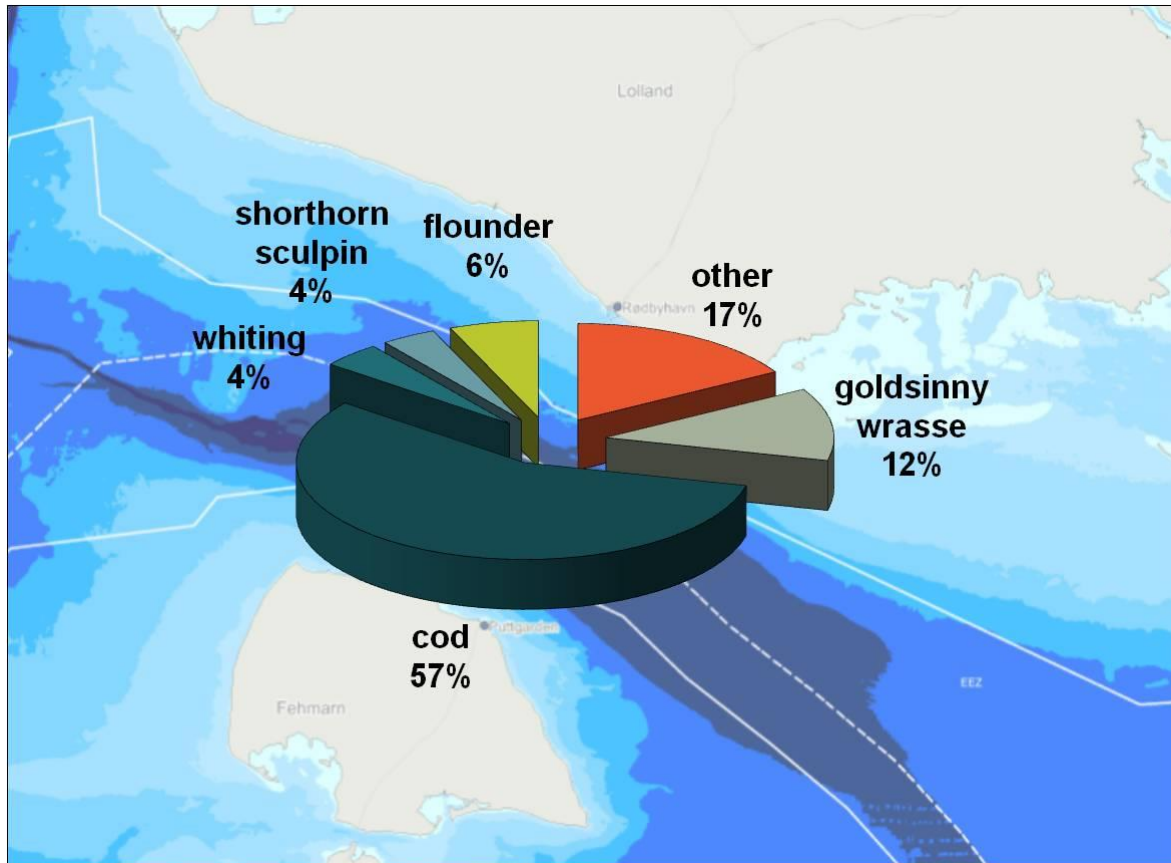 Lolland
shorthorn
sculpin
4%
flounder
6%
other
17%
Rødbyhavn
whiting
4%
goldsinny
wrasse
12%
cod
57%
Puttgarden
EEZ
Fehmarn